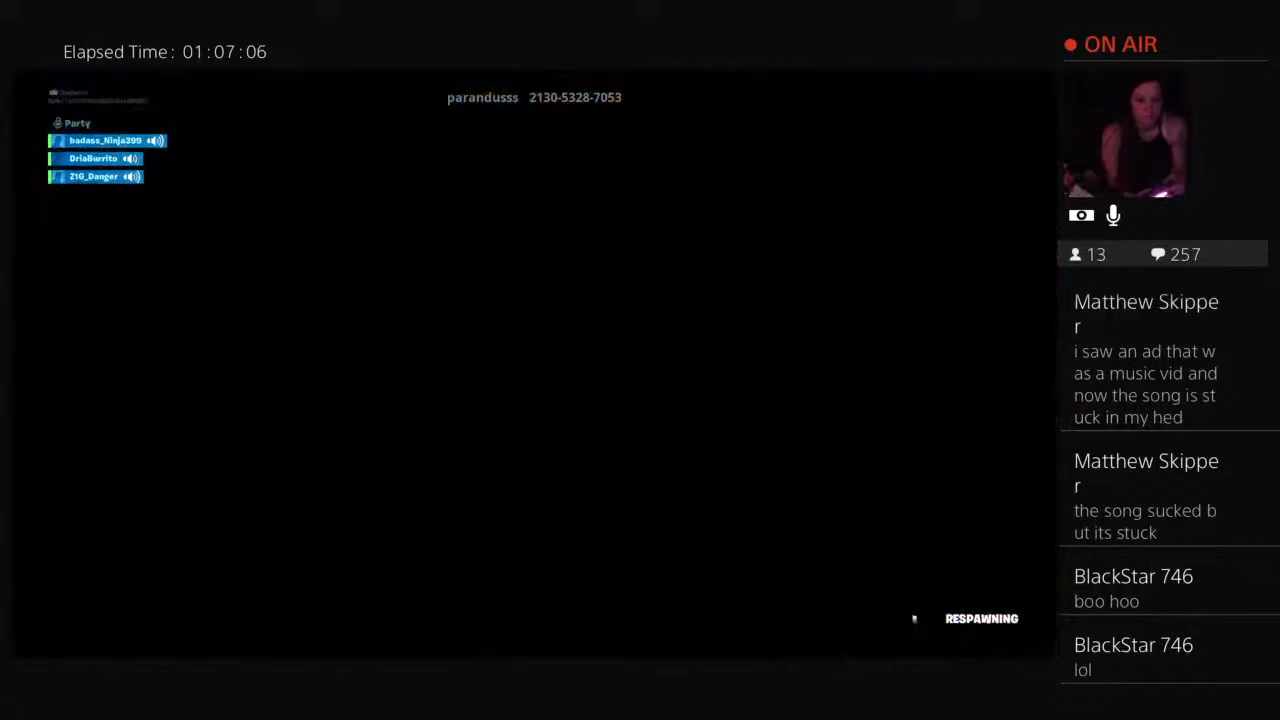 Elapsed Time: 01:07:06
ON AIR
parandusss 2130-5328-7053
Party
badass_Ninja399
DriaBurrito
Z1G_Danger
13 257
Matthew Skippe
r
i saw an ad that w
as a music vid and
now the song is st
uck in my hed
Matthew Skippe
r
the song sucked b
ut its stuck
BlackStar 746
boo hoo
RESPAWNING
BlackStar 746
lol